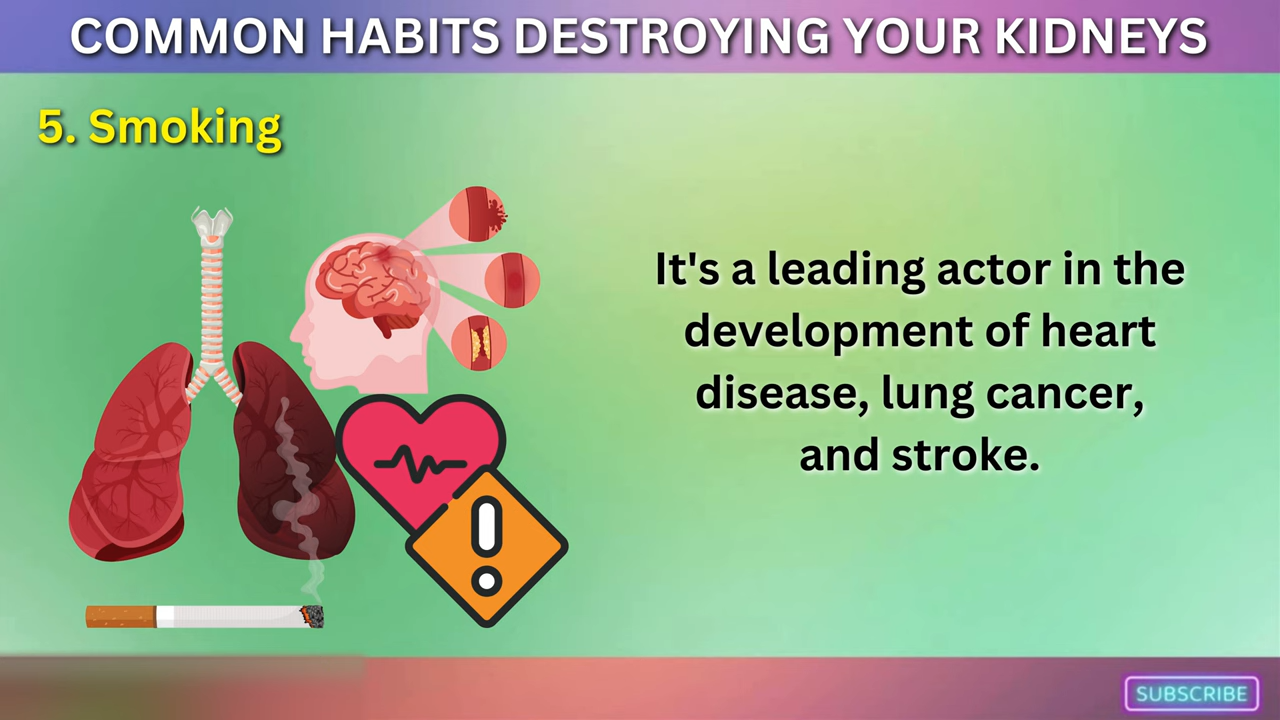 COMMON HABITS DESTROYING YOUR KIDNEYS
5. Smoking
It's a leading actor in the
development of heart
disease, lung cancer,
and stroke.
SUBSCRIBE